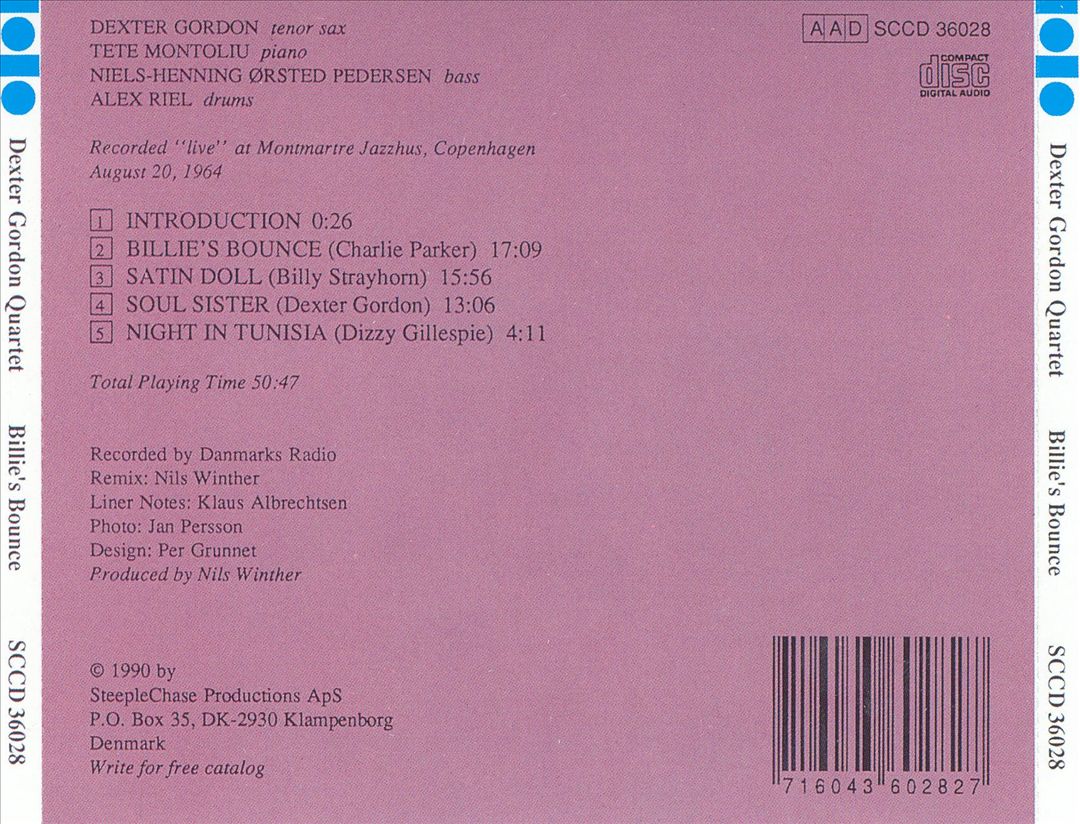 DEXTER GORDON tenor sax
TETE MONTOLIU piano
NIELS-HENNING ØRSTED PEDERSEN bass
ALEX RIEL drums
AAD SCCD 36028
COMPACT
disc
DIGITAL AUDIO
Recorded "live" at Montmartre Jazzhus, Copenhagen
August 20, 1964
1 INTRODUCTION 0:26
2 BILLIE'S BOUNCE (Charlie Parker) 17:09
3 SATIN DOLL (Billy Strayhorn) 15:56
4 SOUL SISTER (Dexter Gordon) 13:06
5 NIGHT IN TUNISIA (Dizzy Gillespie) 4:11
Total Playing Time 50:47
Recorded by Danmarks Radio
Remix: Nils Winther
Liner Notes: Klaus Albrechtsen
Photo: Jan Persson
Design: Per Grunnet
Produced by Nils Winther
© 1990 by
SteepleChase Productions ApS
P.O. Box 35, DK-2930 Klampenborg
Denmark
Write for free catalog
716043 602827
Dexter Gordon Quartet Billie's Bounce SCCD 36028
Dexter Gordon Quartet Billie's Bounce SCCD 36028